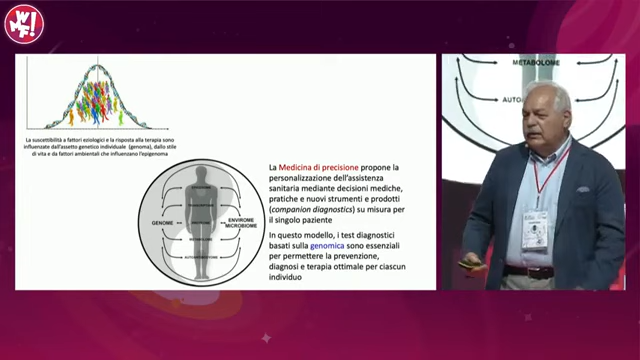 WMF!
La suscettibilità a fattori eziologici e la risposta alla terapia sono
influenzate dall'assetto genetico individuale (genoma), dallo stile
di vita e da fattori ambientali che influenzano l'epigenoma
La Medicina di precisione propone la
personalizzazione dell'assistenza
sanitaria mediante decisioni mediche,
pratiche e nuovi strumenti e prodotti
(companion diagnostics) su misura per
il singolo paziente
In questo modello, i test diagnostici
basati sulla genomica sono essenziali
per permettere la prevenzione,
diagnosi e terapia ottimale per ciascun
individuo
GENOME
ENVIROME
MICROBIOME
METABOLOME
METABOLOME